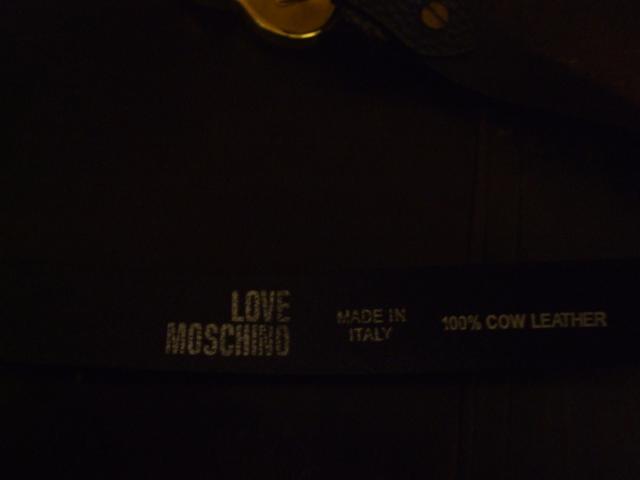 LOVE
MOSCHINO
MADE IN
ITALY
100% COW LEATHER